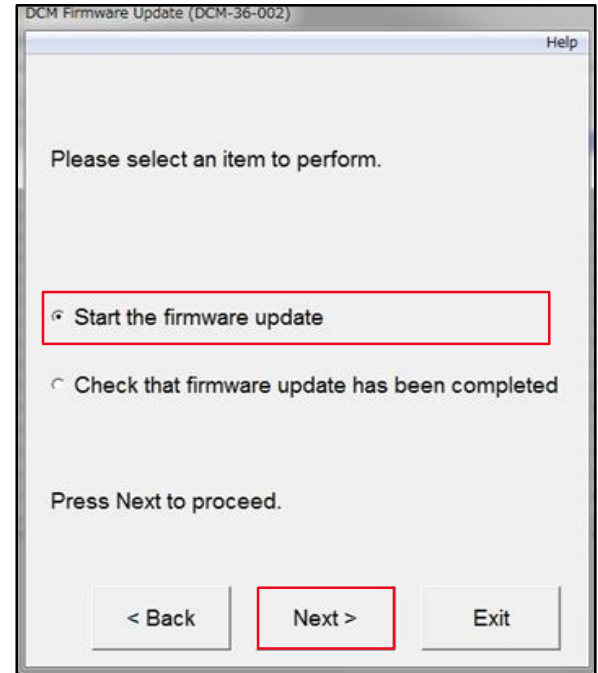 DCM Firmware Update (DCM-36-002)
Help
Please select an item to perform.
Start the firmware update
Check that firmware update has been completed
Press Next to proceed.
< Back Next > Exit